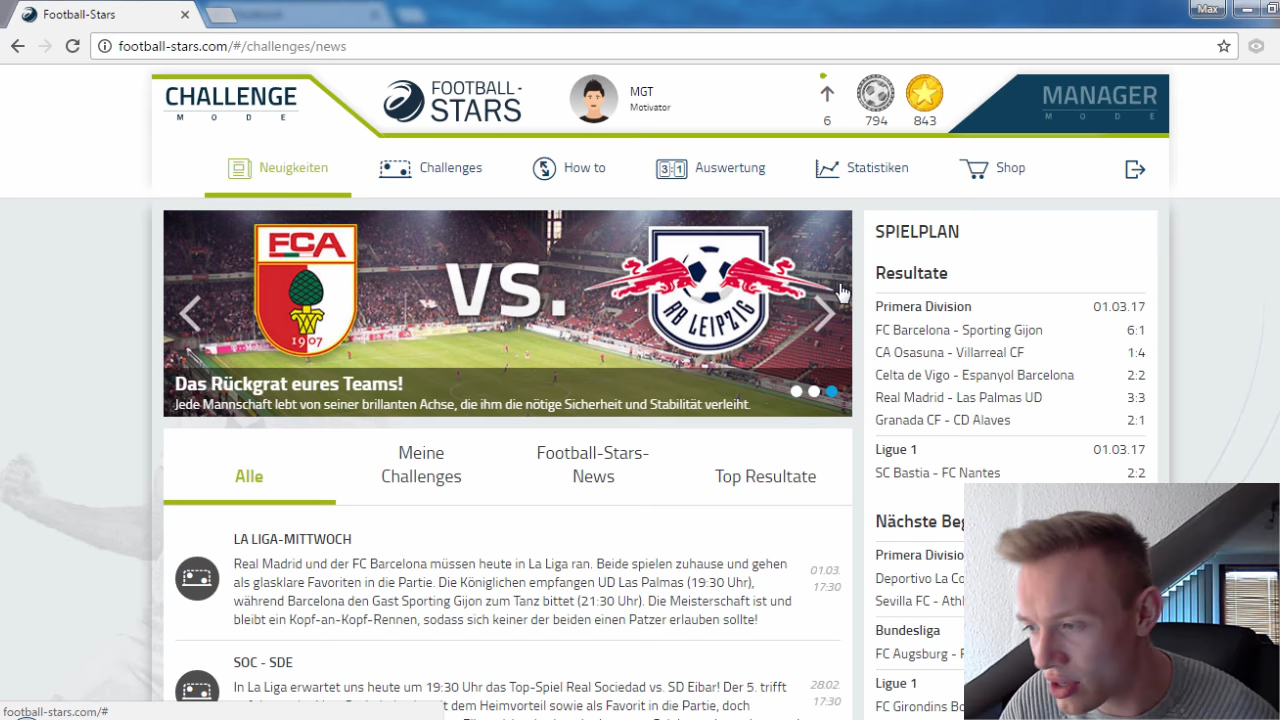 Football-Stars
Max
football-stars.com/#/challenges/news
CHALLENGE
MODE
FOOTBALL-
STARS
MGT
Motivator
6
794
843
MANAGER
MODE
Neuigkeiten
Challenges
How to
3:1
Auswertung
Statistiken
Shop
FCA
1907
VS.
RB LEIPZIG
Das Rückgrat eures Teams!
Jede Mannschaft lebt von seiner brillanten Achse, die ihm die nötige Sicherheit und Stabilität verleiht.
Alle
Meine
Challenges
Football-Stars-
News
Top Resultate
LA LIGA-MITTWOCH
Real Madrid und der FC Barcelona müssen heute in La Liga ran. Beide spielen zuhause und gehen
als glasklare Favoriten in die Partie. Die Königlichen empfangen UD Las Palmas (19:30 Uhr),
während Barcelona den Gast Sporting Gijon zum Tanz bittet (21:30 Uhr). Die Meisterschaft ist und
bleibt ein Kopf-an-Kopf-Rennen, sodass sich keiner der beiden einen Patzer erlauben sollte!
01.03.
17:30
SOC - SDE
In La Liga erwartet uns heute um 19:30 Uhr das Top-Spiel Real Sociedad vs. SD Eibar! Der 5. trifft
dem Heimvorteil sowie als Favorit in die Partie, doch
28.02.
17:30
SPIELPLAN
Resultate
Primera Division 01.03.17
FC Barcelona - Sporting Gijon 6:1
CA Osasuna - Villarreal CF 1:4
Celta de Vigo - Espanyol Barcelona 2:2
Real Madrid - Las Palmas UD 3:3
Granada CF - CD Alaves 2:1
Ligue 1 01.03.17
SC Bastia - FC Nantes 2:2
Nächste Beg
Primera Divisio
Deportivo La Co
Sevilla FC - Ath
Bundesliga
FC Augsburg - F
Ligue 1
FC Girondins Bo
football-stars.com/#